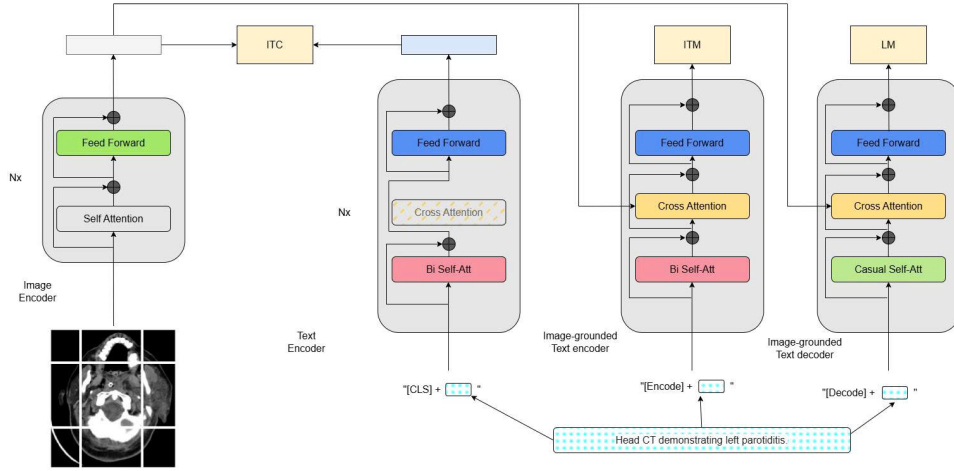 ITC
ITM
LM
Feed Forward
Feed Forward
Feed Forward
Feed Forward
Nx
Self Attention
Nx
Cross Attention
Cross Attention
Cross Attention
Bi Self-Att
Bi Self-Att
Casual Self-Att
Image
Encoder
Text
Encoder
Image-grounded
Text encoder
Image-grounded
Text decoder
"[CLS] + "
"[Encode] + "
"[Decode] + "
Head CT demonstrating left parotiditis.